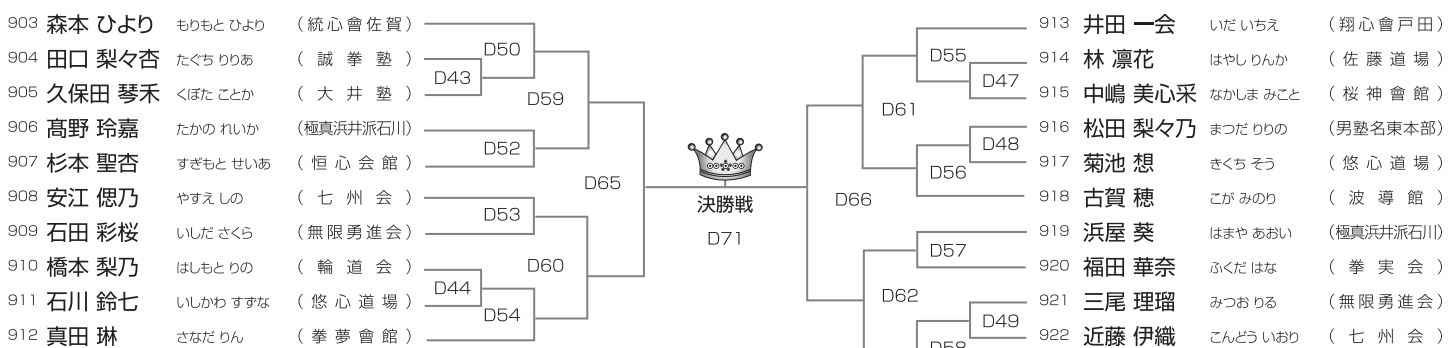 903 森本 ひより もりもと ひより （統心會佐賀）
904 田口 梨々杏 たぐち りりあ （誠拳塾）
905 久保田 琴禾 くぼた ことか （大井塾）
906 髙野 玲嘉 たかの れいか （極真浜井派石川）
907 杉本 聖杏 すぎもと せいあ （恒心会館）
908 安江 偲乃 やすえ しの （七州会）
909 石田 彩桜 いしだ さくら （無限勇進会）
910 橋本 梨乃 はしもと りの （輪道会）
911 石川 鈴七 いしかわ すずな （悠心道場）
912 真田 琳 さなだ りん （拳夢會館）
D50
D43
D59
D52
D65
D53
D60
D44
D54
決勝戦
D71
D55
D47
D61
D48
D56
D66
D57
D62
D49
D58
913 井田 一会 いだ いちえ （翔心會戸田）
914 林 凛花 はやし りんか （佐藤道場）
915 中嶋 美心采 なかしま みこと （桜神會館）
916 松田 梨々乃 まつだ りりの （男塾名東本部）
917 菊池 想 きくち そう （悠心道場）
918 古賀 穂 こが みのり （波導館）
919 浜屋 葵 はまや あおい （極真浜井派石川）
920 福田 華奈 ふくだ はな （拳実会）
921 三尾 理瑠 みつお りる （無限勇進会）
922 近藤 伊織 こんどう いおり （七州会）